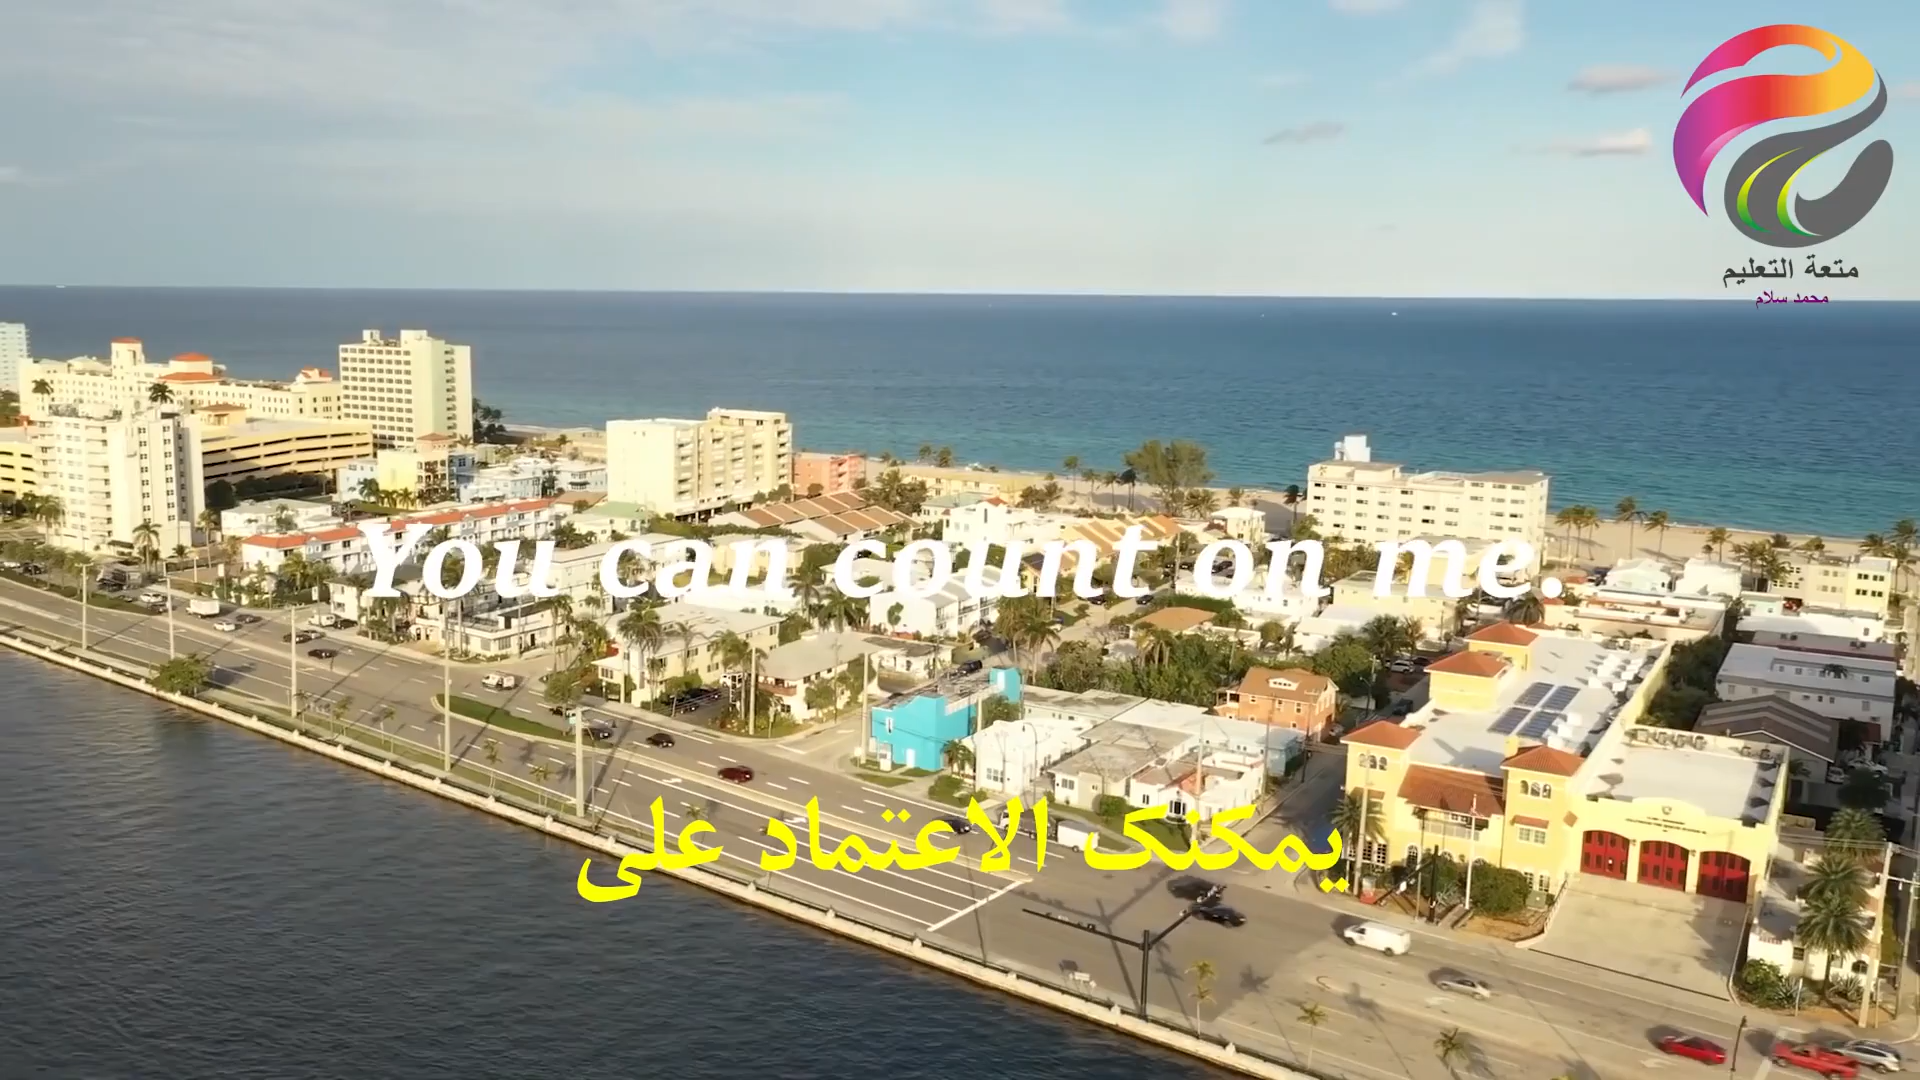 متعة التعليم
محمد سلام
You can count on me.
يمكنك الاعتماد على